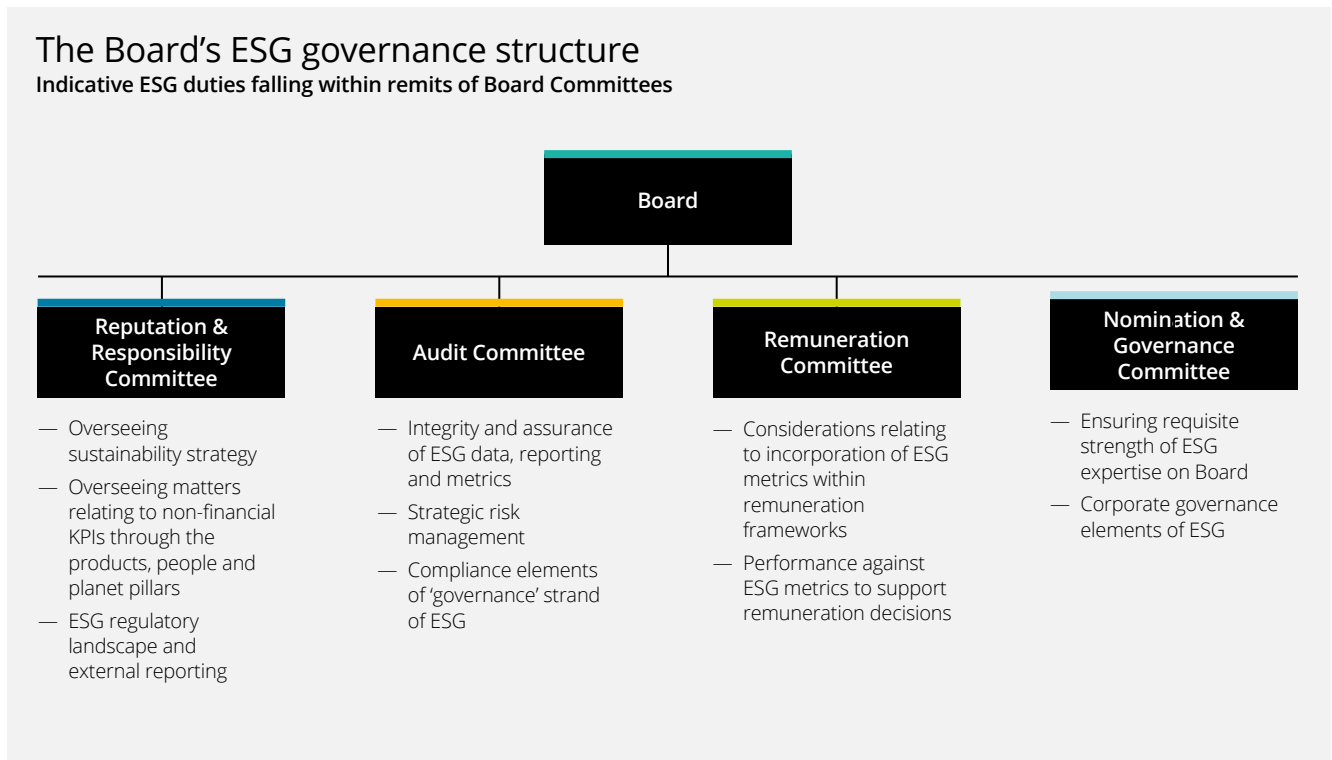 The Board’s ESG governance structure
Indicative ESG duties falling within remits of Board Committees
Board
Reputation &
Responsibility
Committee
— Overseeing
sustainability strategy
— Overseeing matters
relating to non-financial
KPIs through the
products, people and
planet pillars
— ESG regulatory
landscape and
external reporting
Audit Committee
— Integrity and assurance
of ESG data, reporting
and metrics
— Strategic risk
management
— Compliance elements
of ‘governance’ strand
of ESG
Remuneration
Committee
— Considerations relating
to incorporation of ESG
metrics within
remuneration
frameworks
— Performance against
ESG metrics to support
remuneration decisions
Nomination &
Governance
Committee
— Ensuring requisite
strength of ESG
expertise on Board
— Corporate governance
elements of ESG